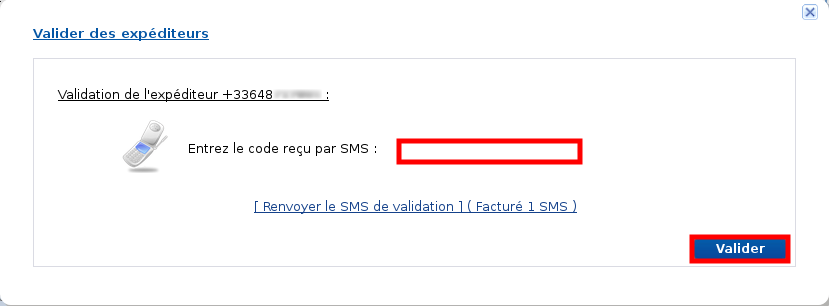 Valider des expéditeurs
Validation de l'expéditeur +33648 :
Entrez le code reçu par SMS :
[ Renvoyer le SMS de validation ] ( Facturé 1 SMS )
Valider